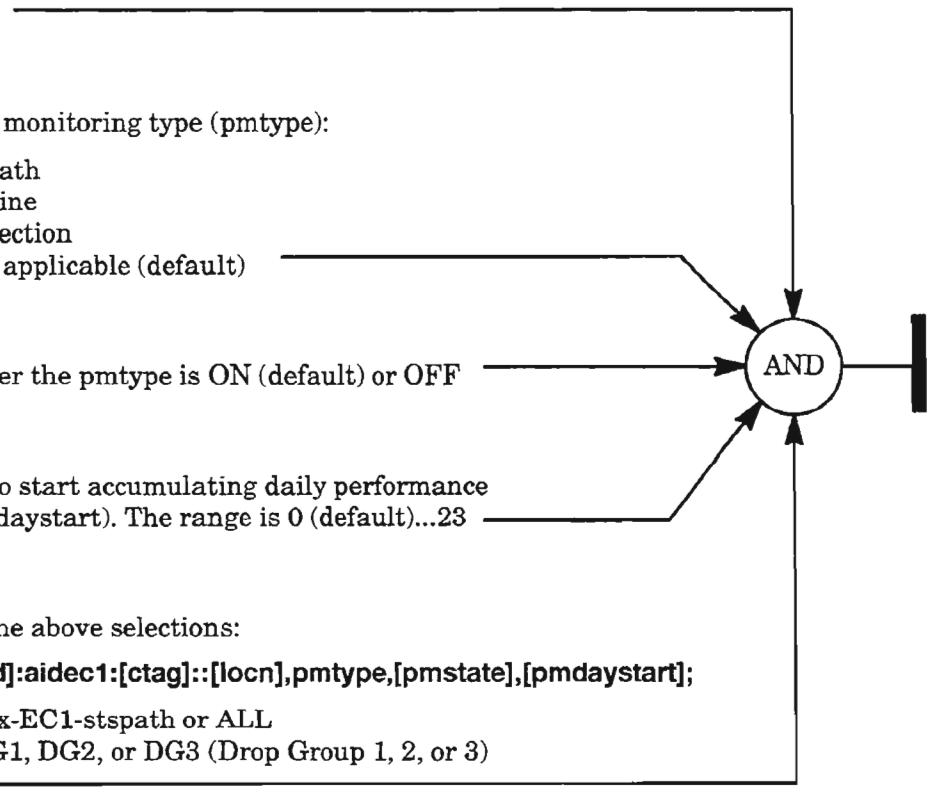 monitoring type (pmtype):
ath
ine
ection
applicable (default)
er the pmtype is ON (default) or OFF
AND
o start accumulating daily performance
daystart). The range is 0 (default)...23
ne above selections:
d]:aidec1:[ctag]::[locn],pmtype,[pmstate],[pmdaystart];
x-EC1-stspath or ALL
G1, DG2, or DG3 (Drop Group 1, 2, or 3)